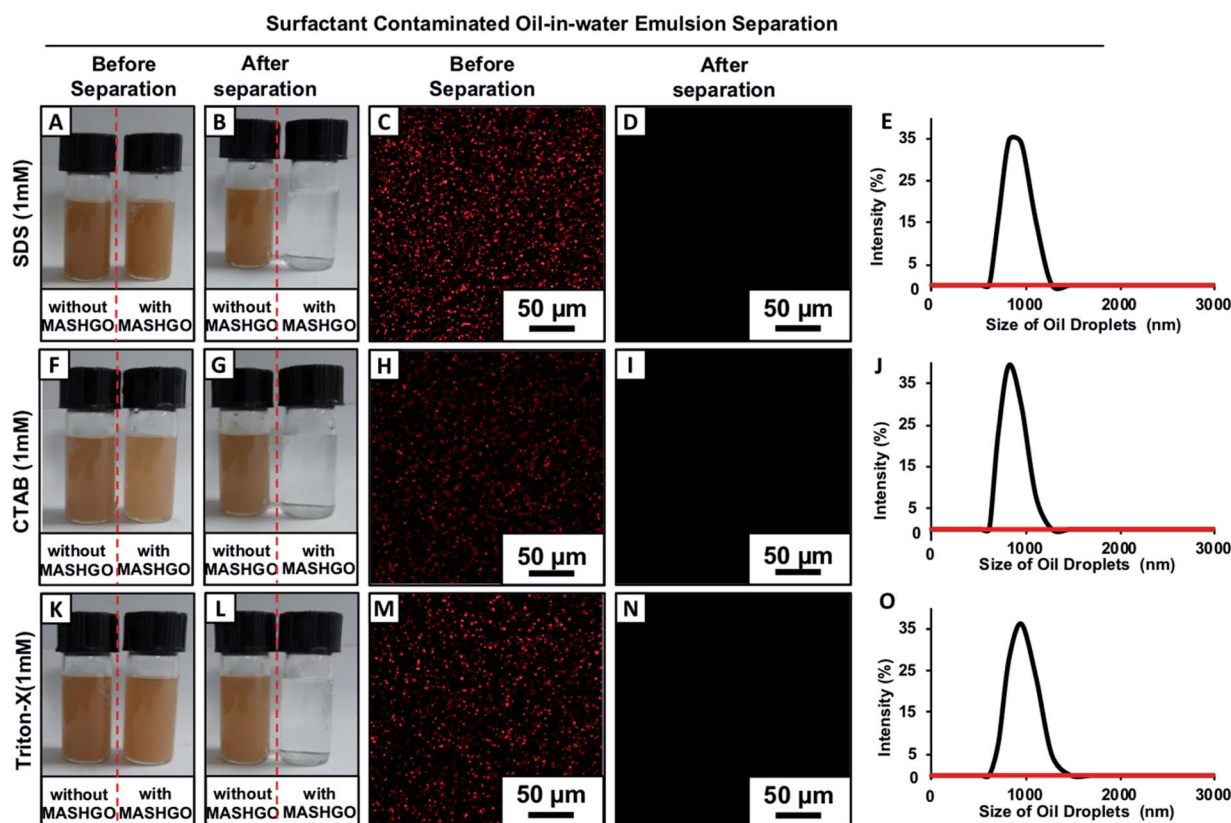 Surfactant Contaminated Oil-in-water Emulsion Separation
Before
Separation
After
separation
Before
Separation
After
separation
SDS (1mM)
A
without
MASHGO
with
MASHGO
B
without
MASHGO
with
MASHGO
C
50 µm
D
50 µm
E
Intensity (%)
35
25
15
5
0
0
1000
2000
3000
Size of Oil Droplets (nm)
CTAB (1mM)
F
without
MASHGO
with
MASHGO
G
without
MASHGO
with
MASHGO
H
50 µm
I
50 µm
J
Intensity (%)
35
25
15
5
0
0
1000
2000
3000
Size of Oil Droplets (nm)
Triton-X(1mM)
K
without
MASHGO
with
MASHGO
L
without
MASHGO
with
MASHGO
M
50 µm
N
50 µm
O
Intensity (%)
35
25
15
5
0
0
1000
2000
3000
Size of Oil Droplets (nm)